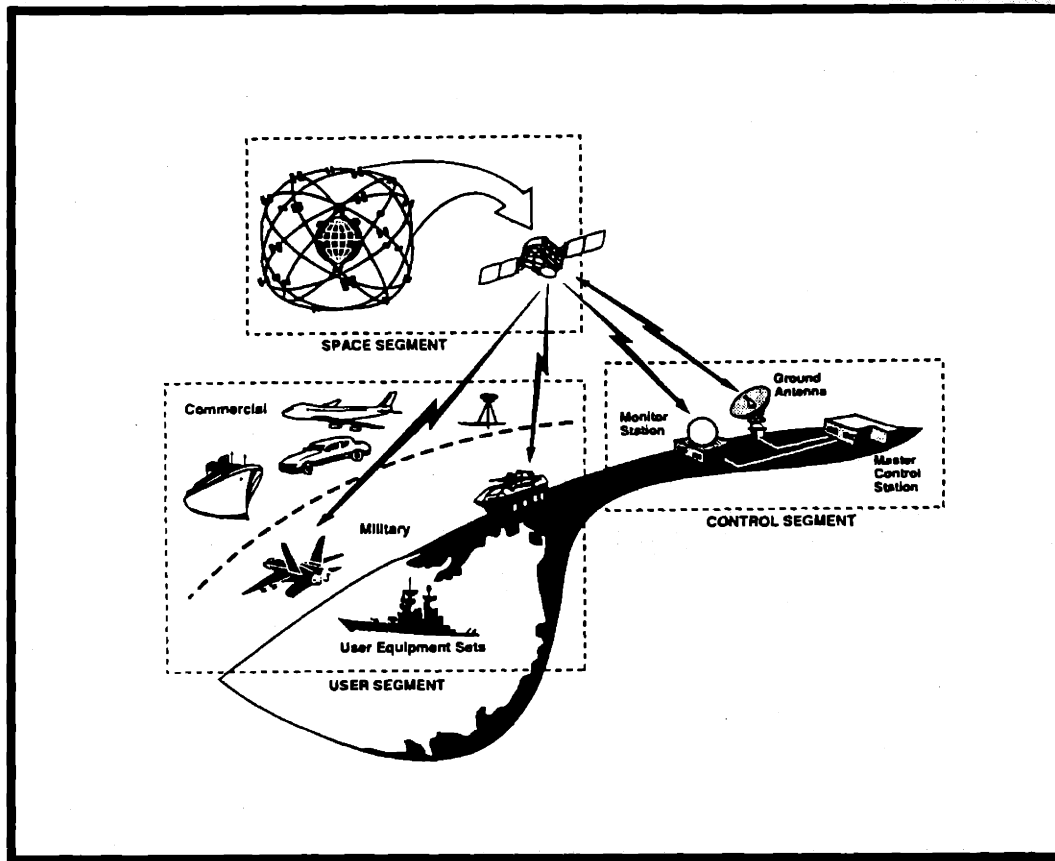 SPACE SEGMENT
Commercial
Military
User Equipment Sets
USER SEGMENT
Ground
Antenna
Monitor
Station
Master
Control
Station
CONTROL SEGMENT